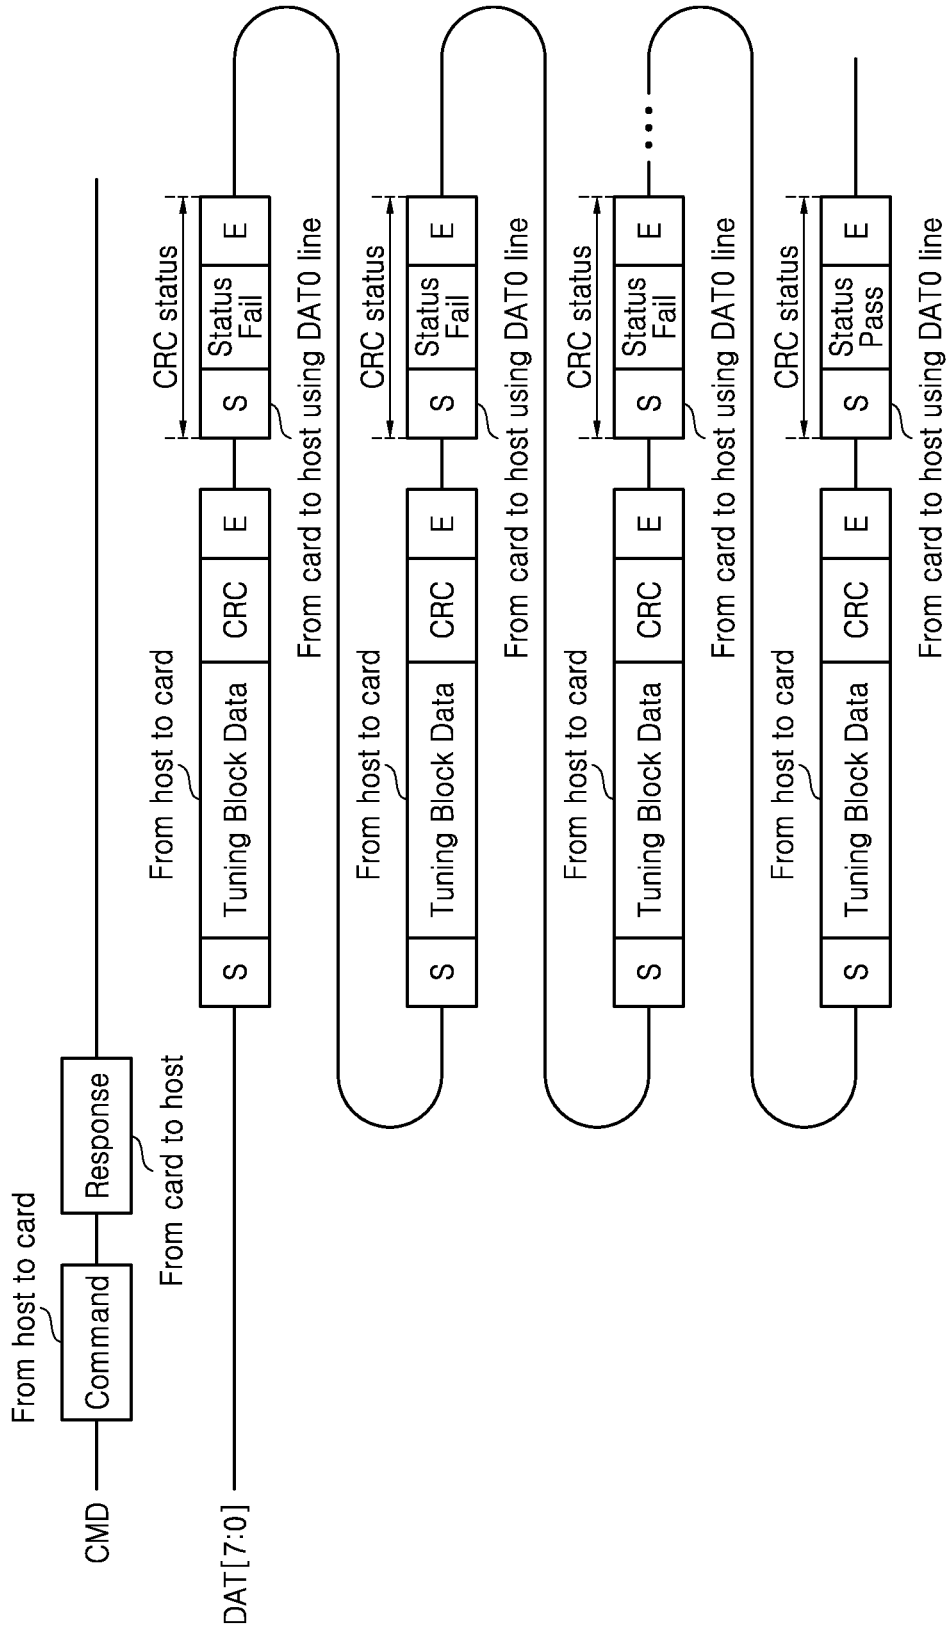 From host to card
CMD
Command
Response
From card to host
DAT[7:0]
From host to card
CRC status
S
Tuning Block Data
CRC
E
S
Status
Fail
E
From card to host using DAT0 line
From host to card
CRC status
S
Tuning Block Data
CRC
E
S
Status
Fail
E
From card to host using DAT0 line
From host to card
CRC status
S
Tuning Block Data
CRC
E
S
Status
Fail
E
From card to host using DAT0 line
From host to card
CRC status
S
Tuning Block Data
CRC
E
S
Status
Pass
E
From card to host using DAT0 line